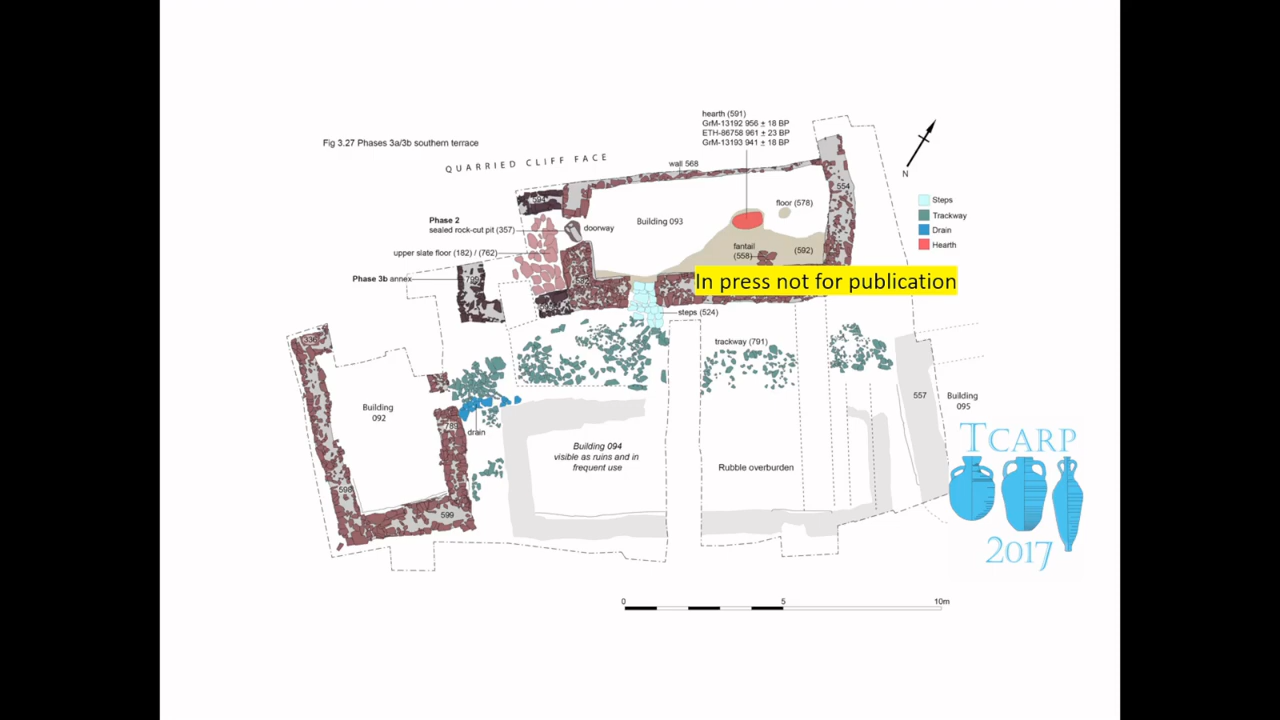 hearth (591)
GrM-13192 956 ± 18 BP
ETH-86758 961 ± 23 BP
GrM-13193 941 ± 18 BP
Fig 3.27 Phases 3a/3b southern terrace
QUARRIED CLIFF FACE
wall 568
N
554
Steps
Trackway
Drain
Hearth
floor (578)
Phase 2
sealed rock-cut pit (357)
doorway
Building 093
upper slate floor (182) / (762)
fantail
(558)
(592)
Phase 3b annex
In press not for publication
steps (524)
336
trackway (791)
Building
092
557
Building
095
789
drain
Building 094
visible as ruins and in
frequent use
Rubble overburden
598
599
TCARP
2017
0 5 10m